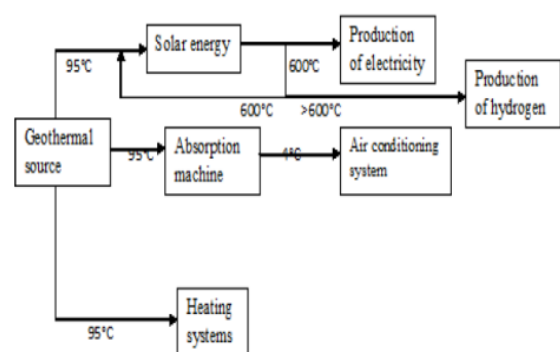 Solar energy
Production
of electricity
95°C
600°C
600°C
>600°C
Production
of hydrogen
Geothermal
source
95°C
Absorption
machine
4°C
Air conditioning
system
95°C
Heating
systems